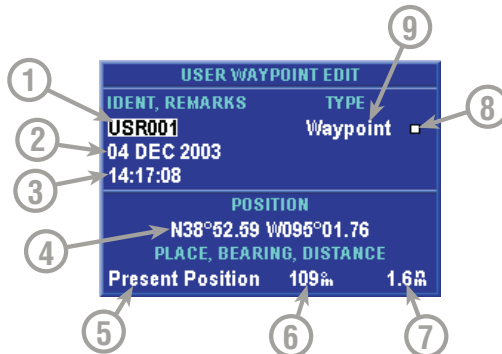 USER WAYPOINT EDIT
IDENT, REMARKS TYPE
USR001 Waypoint
04 DEC 2003
14:17:08
POSITION
N38°52.59 W095°01.76
PLACE, BEARING, DISTANCE
Present Position 109°m 1.6nm
1
2
3
4
5
6
7
8
9